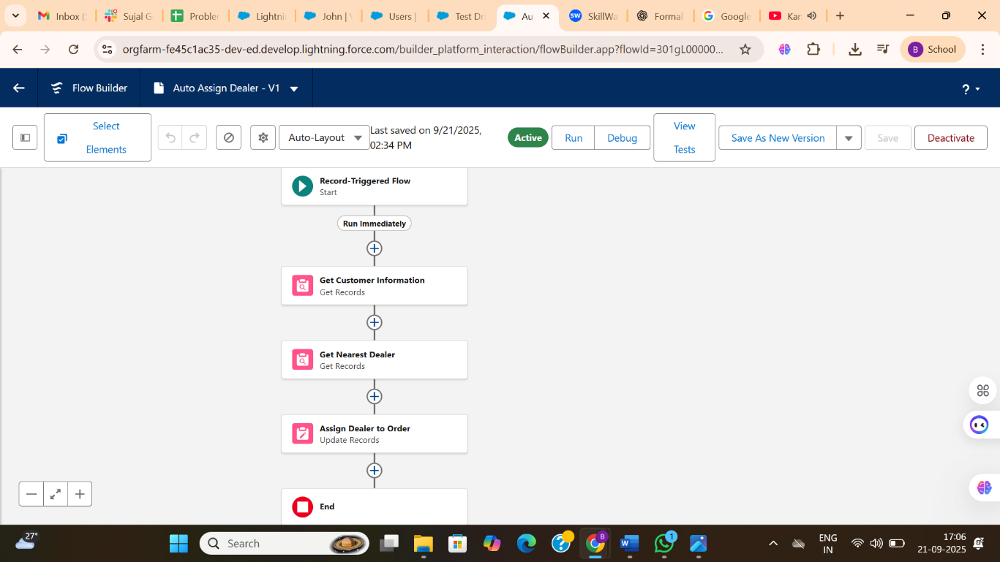 Inbox (
Sujal G
Probler
Lightni
John | V
Users |
Test Dr
Au
SW
SkillWa
Formal
Google
Kan
orgfarm-fe45c1ac35-dev-ed.develop.lightning.force.com/builder_platform_interaction/flowBuilder.app?flowId=301gL00000...
B School
Flow Builder
Auto Assign Dealer - V1
?
Select
Elements
Auto-Layout
Last saved on 9/21/2025,
02:34 PM
Active
Run
Debug
View
Tests
Save As New Version
Save
Deactivate
Record-Triggered Flow
Start
Run Immediately
Get Customer Information
Get Records
Get Nearest Dealer
Get Records
Assign Dealer to Order
Update Records
End
27°
Search
B
1
ENG
IN
17:06
21-09-2025